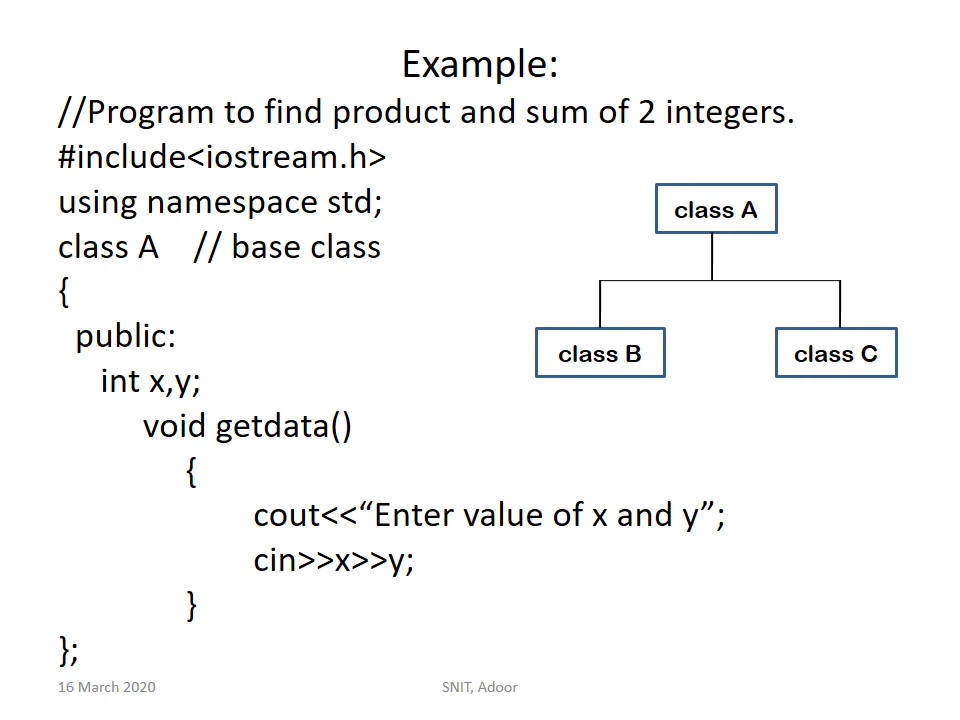 Example:
//Program to find product and sum of 2 integers.
#include<iostream.h>
using namespace std;
class A // base class
{
public:
int x,y;
void getdata()
{
cout<<“Enter value of x and y”;
cin>>x>>y;
}
};
class A
class B
class C
16 March 2020
SNIT, Adoor